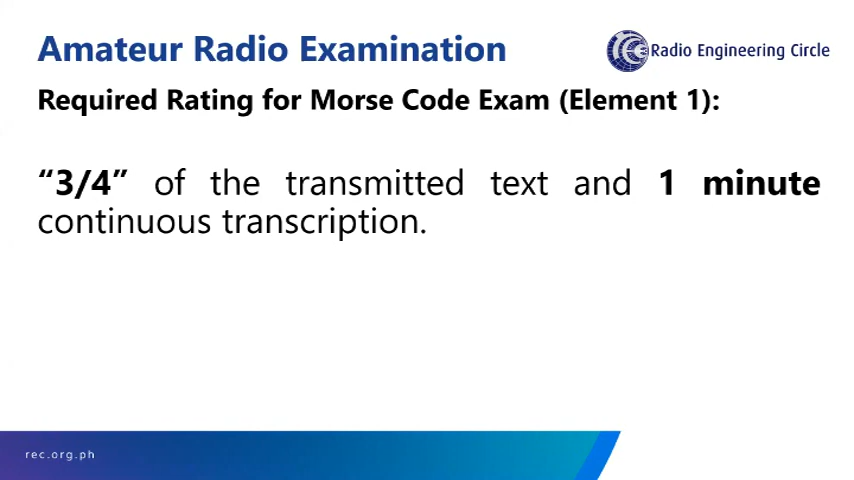 Amateur Radio Examination
Radio Engineering Circle
Required Rating for Morse Code Exam (Element 1):
“3/4” of the transmitted text and 1 minute
continuous transcription.
rec.org.ph